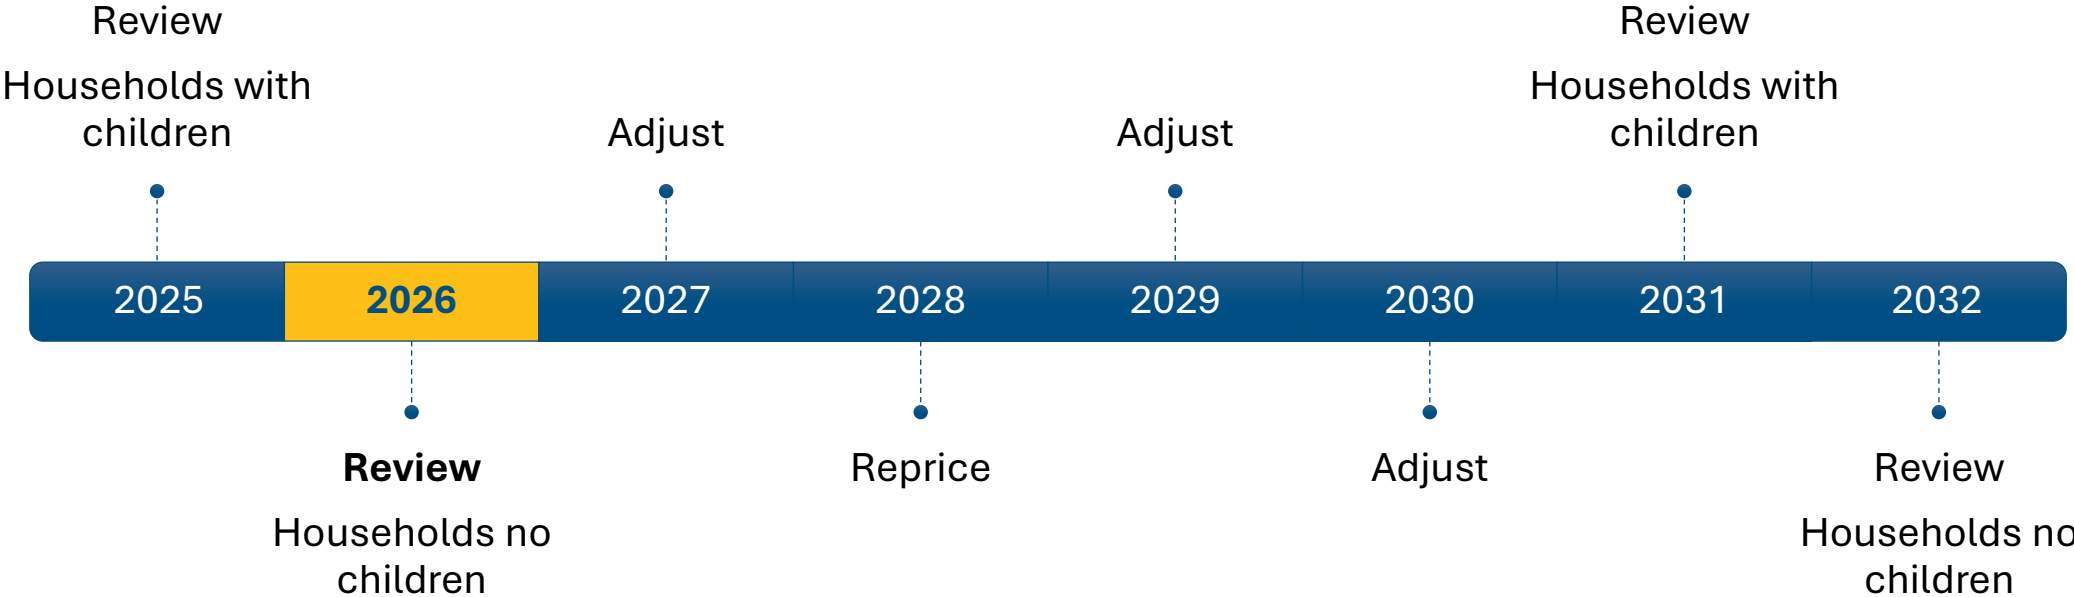 Review
Households with
children
Adjust
Adjust
Review
Households with
children
2025
2026
2027
2028
2029
2030
2031
2032
Review
Households no
children
Reprice
Adjust
Review
Households no
children